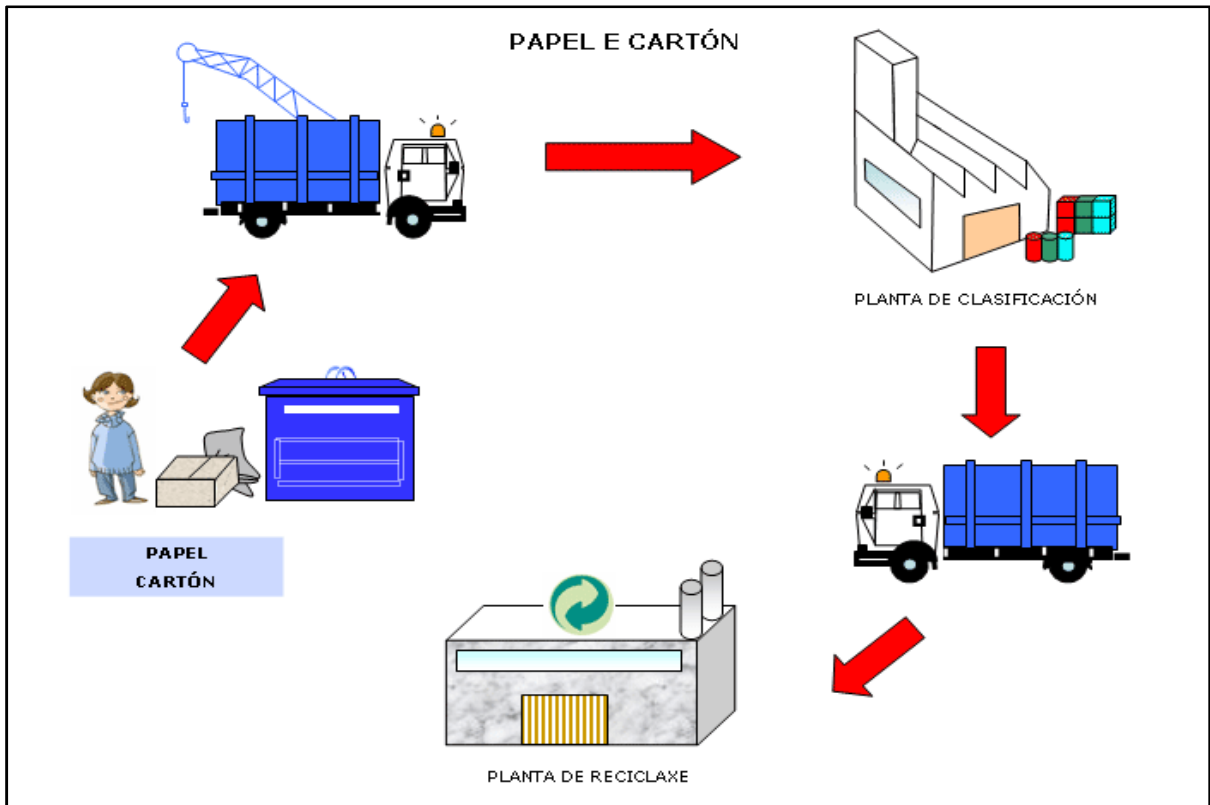 PAPEL E CARTÓN
PLANTA DE CLASIFICACIÓN
PAPEL
CARTÓN
PLANTA DE RECICLAXE